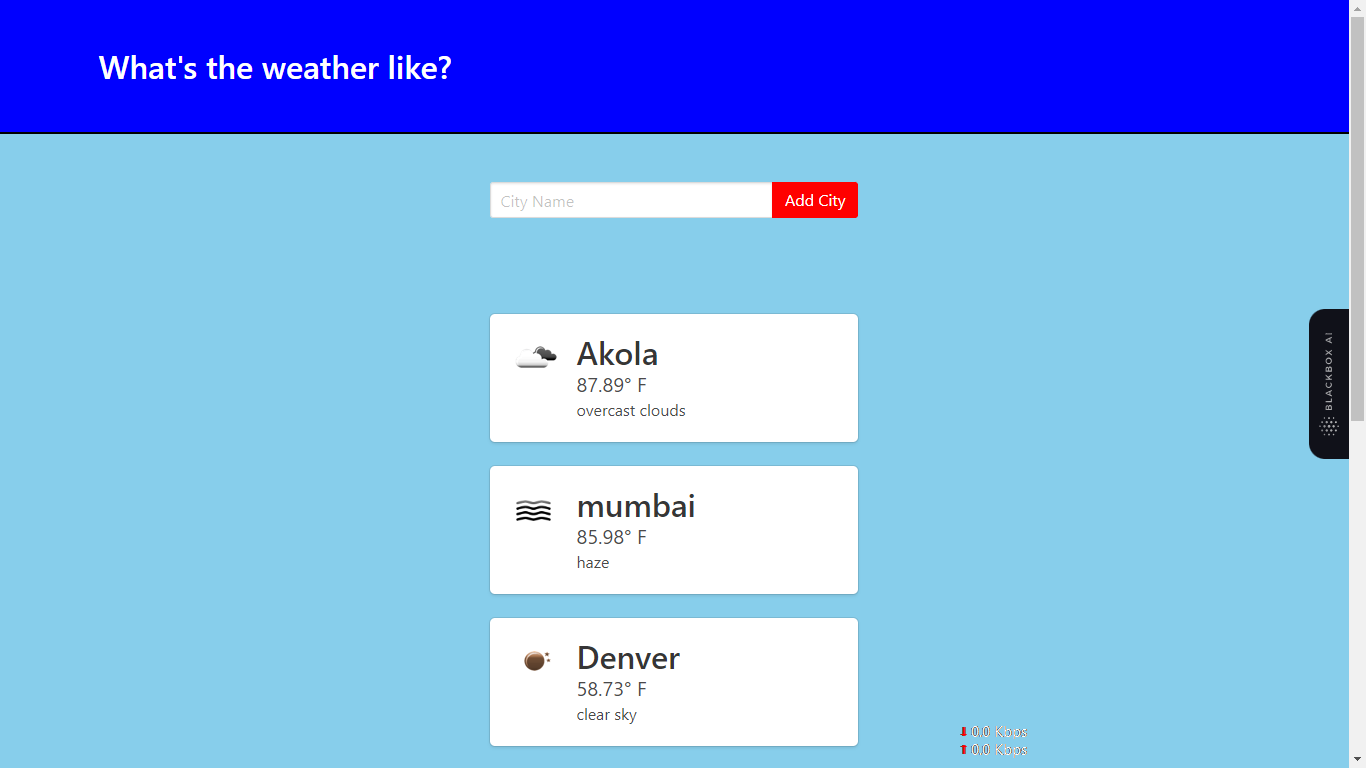 What's the weather like?
City Name
Add City
Akola
87.89° F
overcast clouds
BLACKBOX AI
mumbai
85.98° F
haze
Denver
58.73° F
clear sky
0,0 Kbps
0,0 Kbps